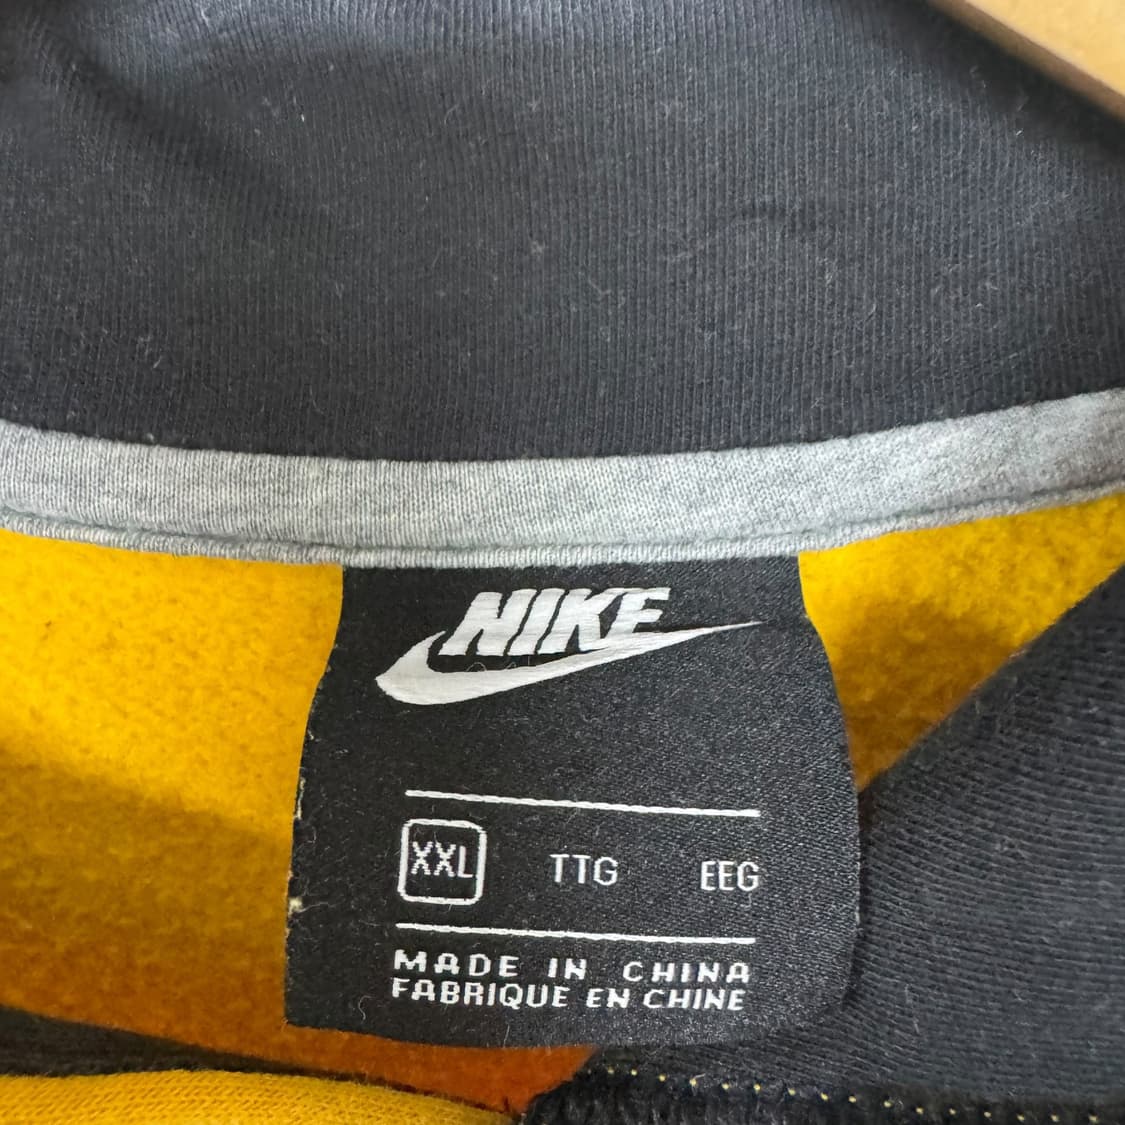 NIKE
XXL TTG EEG
MADE IN CHINA
FABRIQUE EN CHINE